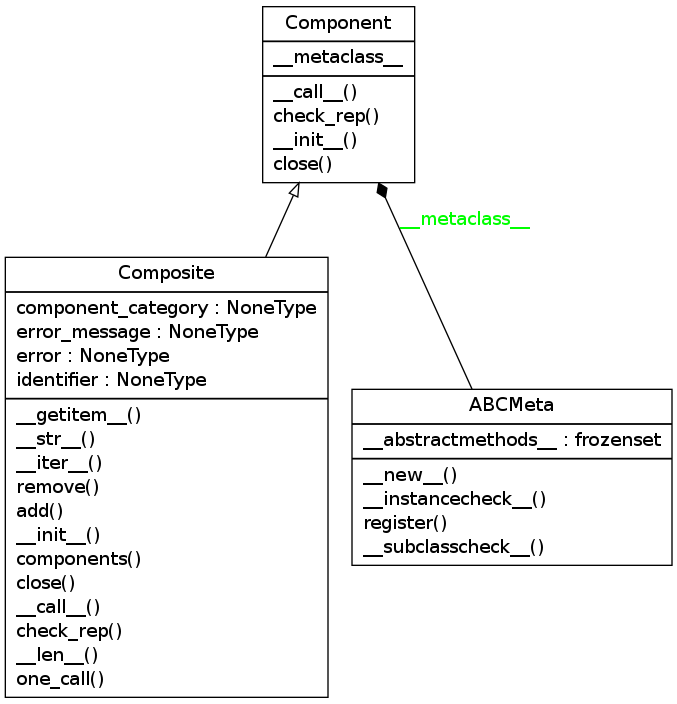 Component
__metaclass__
__call__()
check_rep()
__init__()
close()
__metaclass__
Composite
component_category : NoneType
error_message : NoneType
error : NoneType
identifier : NoneType
__getitem__()
__str__()
__iter__()
remove()
add()
__init__()
components()
close()
__call__()
check_rep()
__len__()
one_call()
ABCMeta
__abstractmethods__ : frozenset
__new__()
__instancecheck__()
register()
__subclasscheck__()